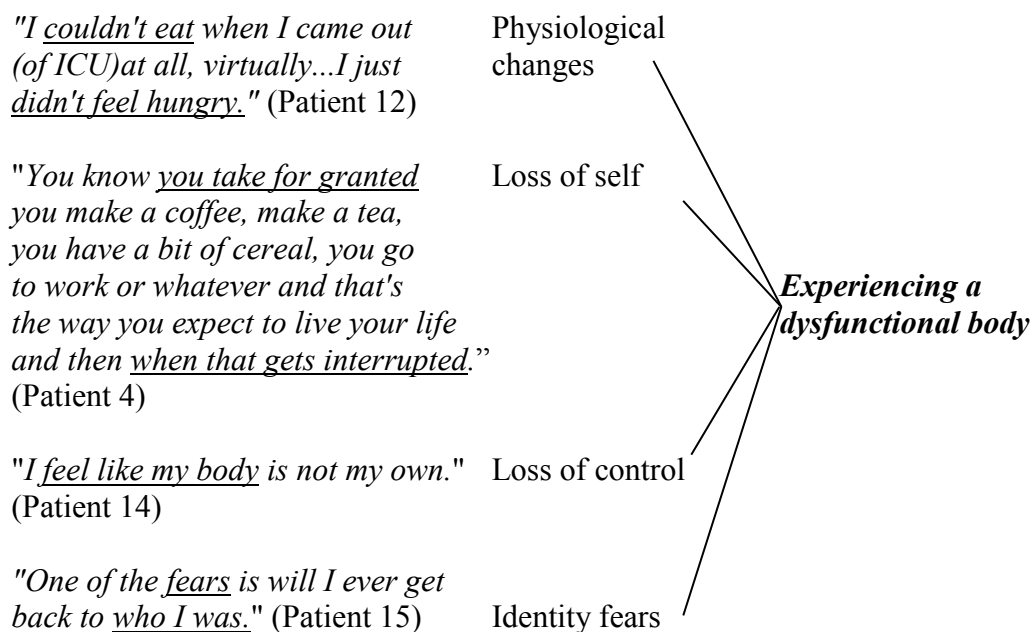 "I couldn't eat when I came out
(of ICU)at all, virtually...I just
didn't feel hungry." (Patient 12)
Physiological
changes
"You know you take for granted
you make a coffee, make a tea,
you have a bit of cereal, you go
to work or whatever and that's
the way you expect to live your life
and then when that gets interrupted.”
(Patient 4)
Loss of self
"I feel like my body is not my own."
(Patient 14)
Loss of control
"One of the fears is will I ever get
back to who I was." (Patient 15)
Identity fears
Experiencing a
dysfunctional body